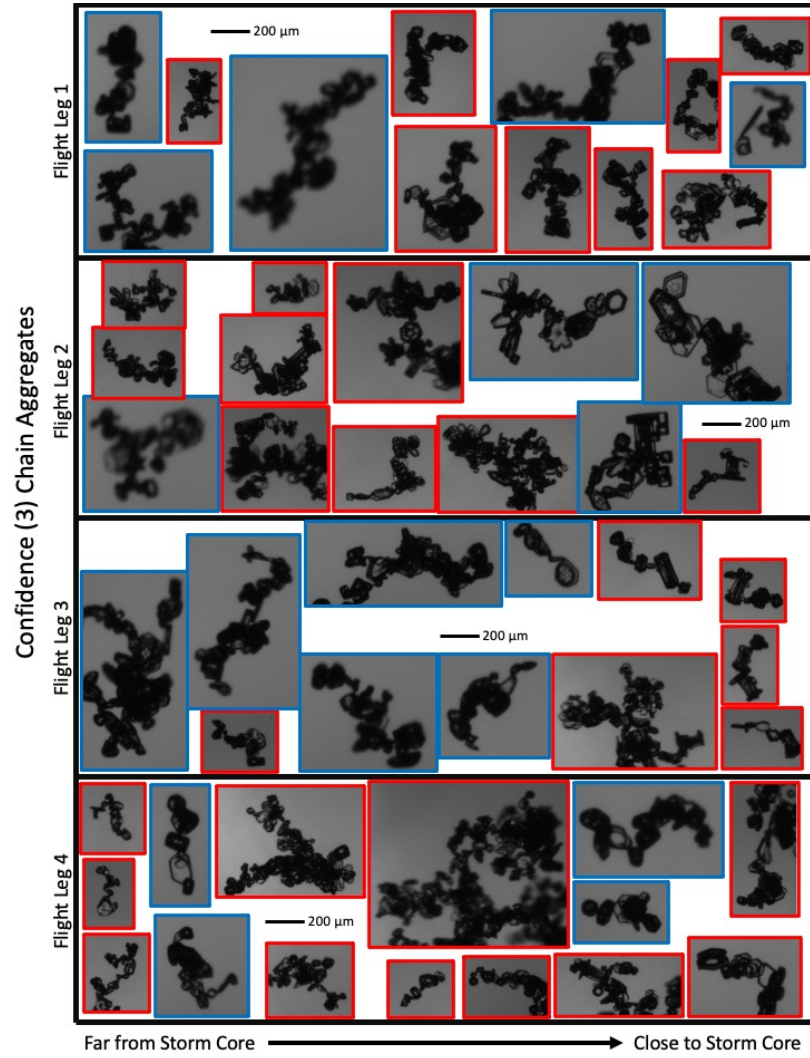 Confidence (3) Chain Aggregates
Flight Leg 1
200 µm
Flight Leg 2
200 µm
Flight Leg 3
200 µm
Flight Leg 4
200 µm
Far from Storm Core
Close to Storm Core